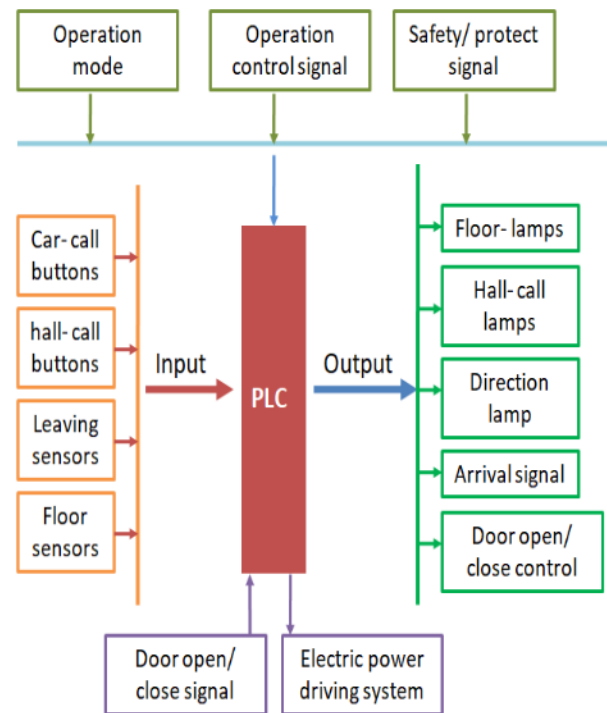 Operation
mode
Operation
control signal
Safety/ protect
signal
Car- call
buttons
hall- call
buttons
Leaving
sensors
Floor
sensors
Input
PLC
Output
Floor- lamps
Hall- call
lamps
Direction
lamp
Arrival signal
Door open/
close control
Door open/
close signal
Electric power
driving system